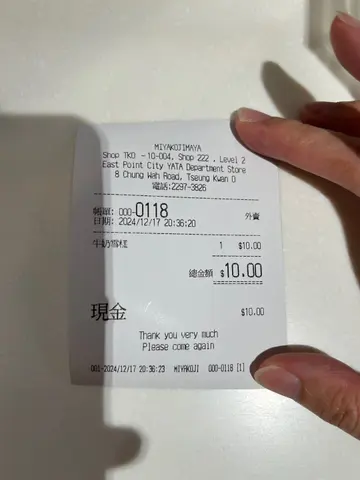 MIYAKOJIMAYA
Shop TKO -10-004, Shop 222 , Level 2
East Point City YATA Department Store
8 Chung Wah Road, Tseung Kwan O
電話:2297-3826
帳單: 000-0118 外賣
日期: 2024/12/17 20:36:20
牛奶雪糕 1 $10.00
總金額 $10.00
現金 $10.00
Thank you very much
Please come again
001-2024/12/17 20:36:23 MIYAKOJI 000-0118 [1]